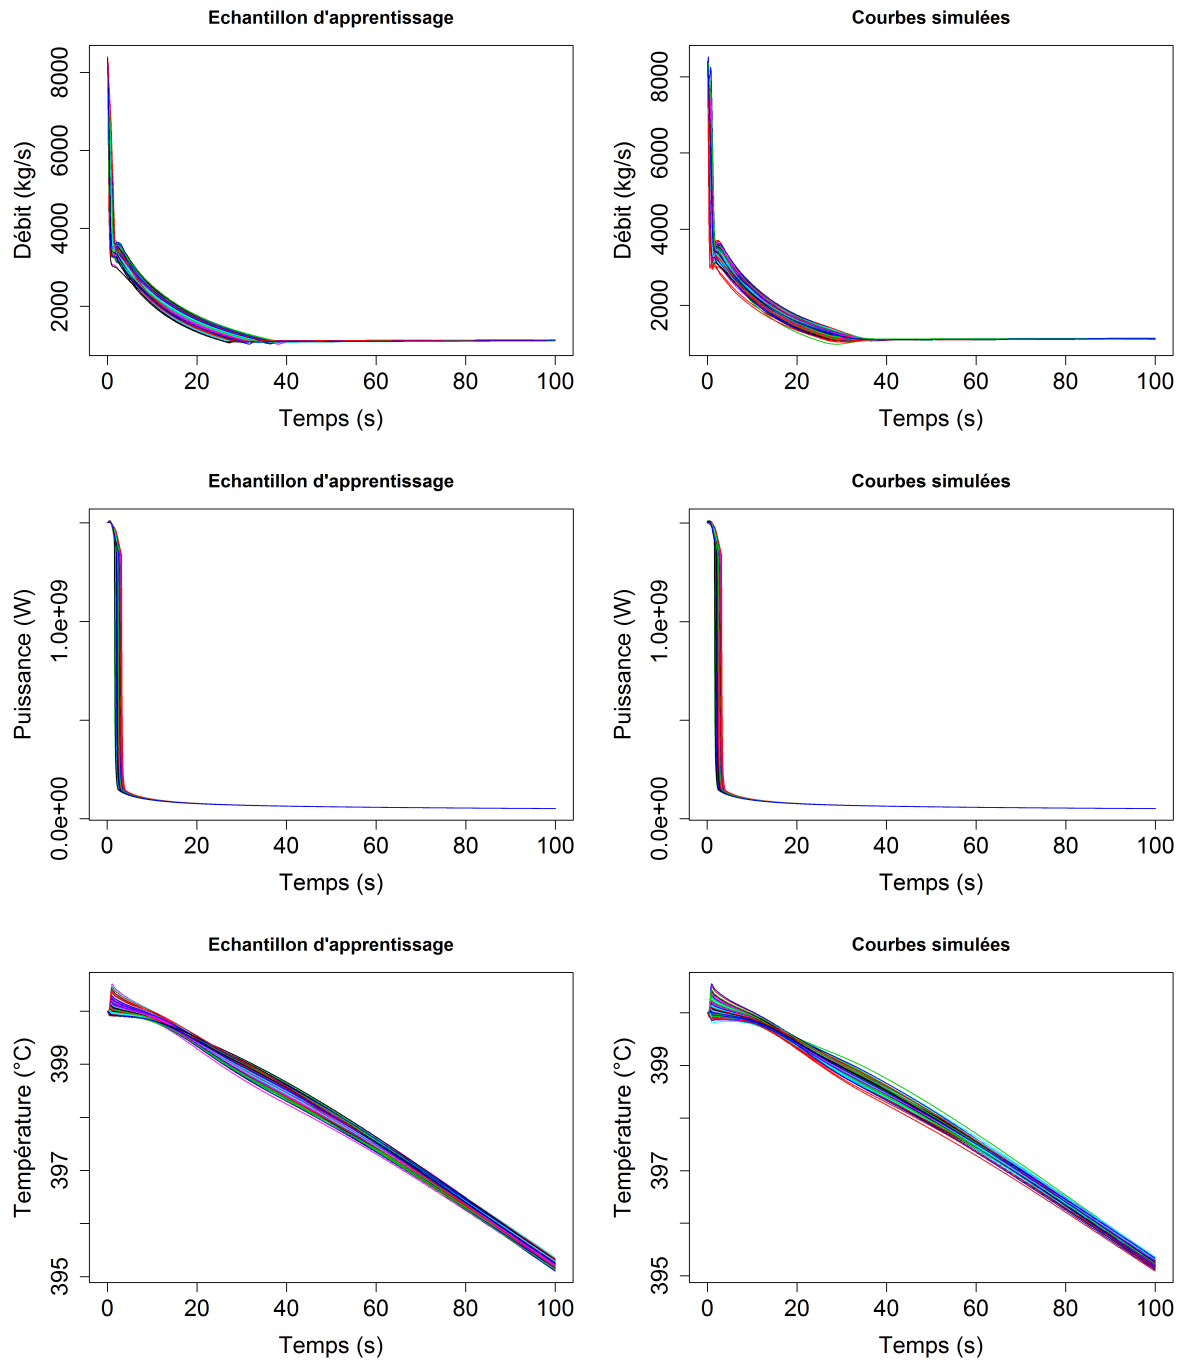 Echantillon d'apprentissage
Débit (kg/s)
8000
6000
4000
2000
0 20 40 60 80 100
Temps (s)
Courbes simulées
Débit (kg/s)
8000
6000
4000
2000
0 20 40 60 80 100
Temps (s)
Echantillon d'apprentissage
Puissance (W)
1.0e+09
0.0e+00
0 20 40 60 80 100
Temps (s)
Courbes simulées
Puissance (W)
1.0e+09
0.0e+00
0 20 40 60 80 100
Temps (s)
Echantillon d'apprentissage
Température (°C)
399
397
395
0 20 40 60 80 100
Temps (s)
Courbes simulées
Température (°C)
399
397
395
0 20 40 60 80 100
Temps (s)